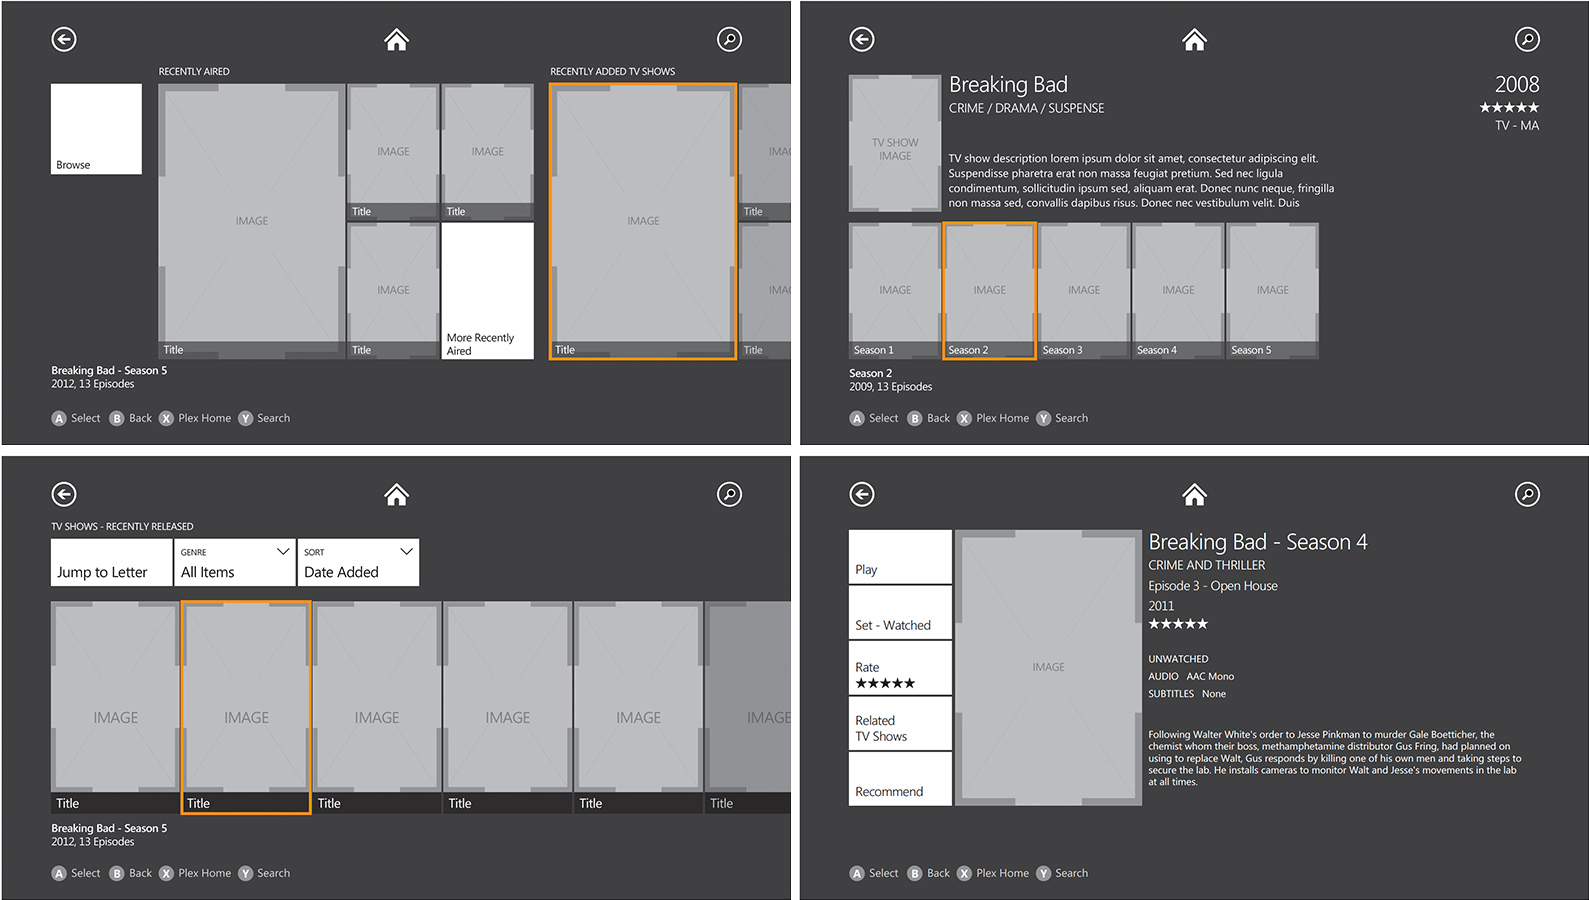 RECENTLY AIRED
RECENTLY ADDED TV SHOWS
Browse
IMAGE
IMAGE
IMAGE
IMAGE
IMA
Title
Title
Title
IMAGE
IMA
More Recently
Aired
Title
Title
Title
Title
Breaking Bad - Season 5
2012, 13 Episodes
A Select B Back X Plex Home Y Search
Breaking Bad
2008
CRIME / DRAMA / SUSPENSE
★★★★★
TV - MA
TV SHOW
IMAGE
TV show description lorem ipsum dolor sit amet, consectetur adipiscing elit.
Suspendisse pharetra erat non massa feugiat pretium. Sed nec ligula
condimentum, sollicitudin ipsum sed, aliquam erat. Donec nunc neque, fringilla
non massa sed, convallis dapibus risus. Donec nec vestibulum velit. Duis
IMAGE IMAGE IMAGE IMAGE IMAGE
Season 1 Season 2 Season 3 Season 4 Season 5
Season 2
2009, 13 Episodes
A Select B Back X Plex Home Y Search
TV SHOWS - RECENTLY RELEASED
Jump to Letter
GENRE
All Items
SORT
Date Added
IMAGE IMAGE IMAGE IMAGE IMAGE IMAGE
Title Title Title Title Title Title
Breaking Bad - Season 5
2012, 13 Episodes
A Select B Back X Plex Home Y Search
Play
Set - Watched
Rate
★★★★★
Related
TV Shows
Recommend
IMAGE
Breaking Bad - Season 4
CRIME AND THRILLER
Episode 3 - Open House
2011
★★★★★
UNWATCHED
AUDIO AAC Mono
SUBTITLES None
Following Walter White's order to Jesse Pinkman to murder Gale Boetticher, the
chemist whom their boss, methamphetamine distributor Gus Fring, had planned on
using to replace Walt, Gus responds by killing one of his own men and taking steps to
secure the lab. He installs cameras to monitor Walt and Jesse's movements in the lab
at all times.
A Select B Back X Plex Home Y Search